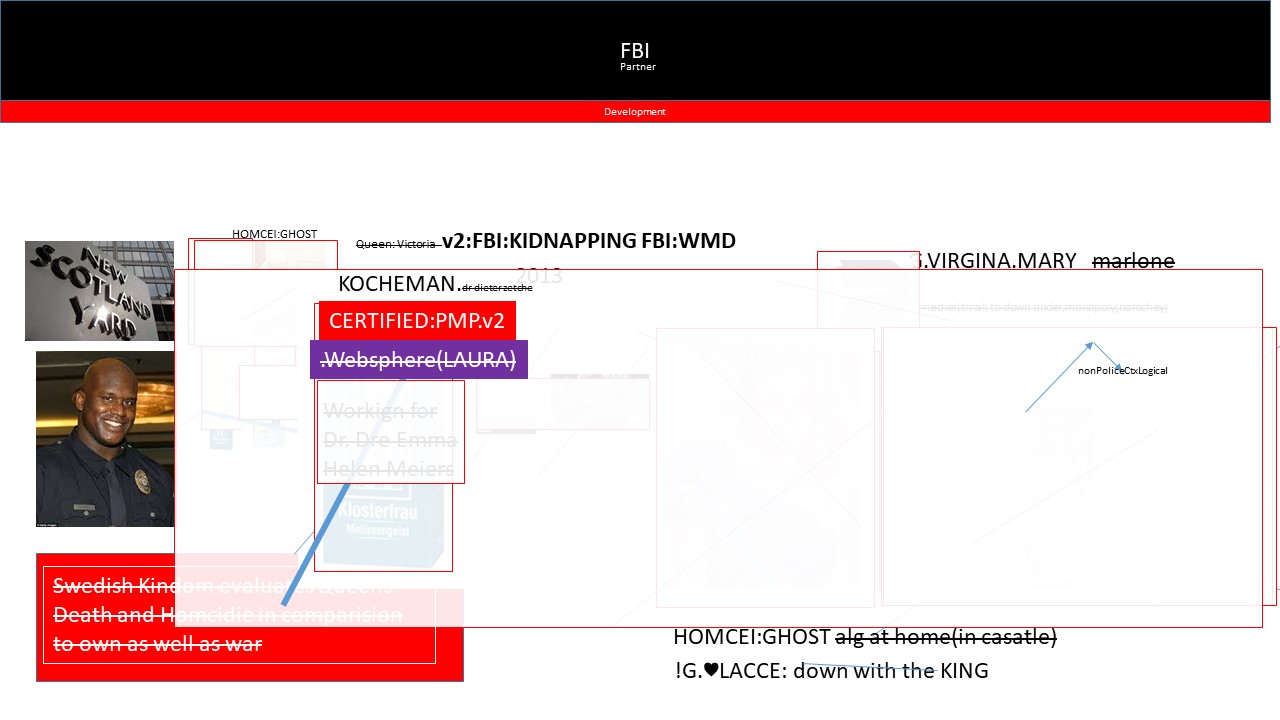 FBI
Partner
Development
HOMCEI:GHOST
Queen: Victoria v2:FBI:KIDNAPPING FBI:WMD
2013
.VIRGINA.MARY marlone
NEW
SCOTLAND
YARD
KOCHEMAN.dr dieterzetche
CERTIFIED:PMP.v2
.Websphere(LAURA)
nedier(trnal) to down under,monopoly(nomchey)
nonPoliceCtxLogical
Workign for
Dr. Dre Emma
Helen Meiers
Klosterfrau
Melissengeist
Swedish Kindom evaluates Queens
Death and Homcidie in comparision
to own as well as war
HOMCEI:GHOST alg at home(in casatle)
!G.♥LACCE: down with the KING